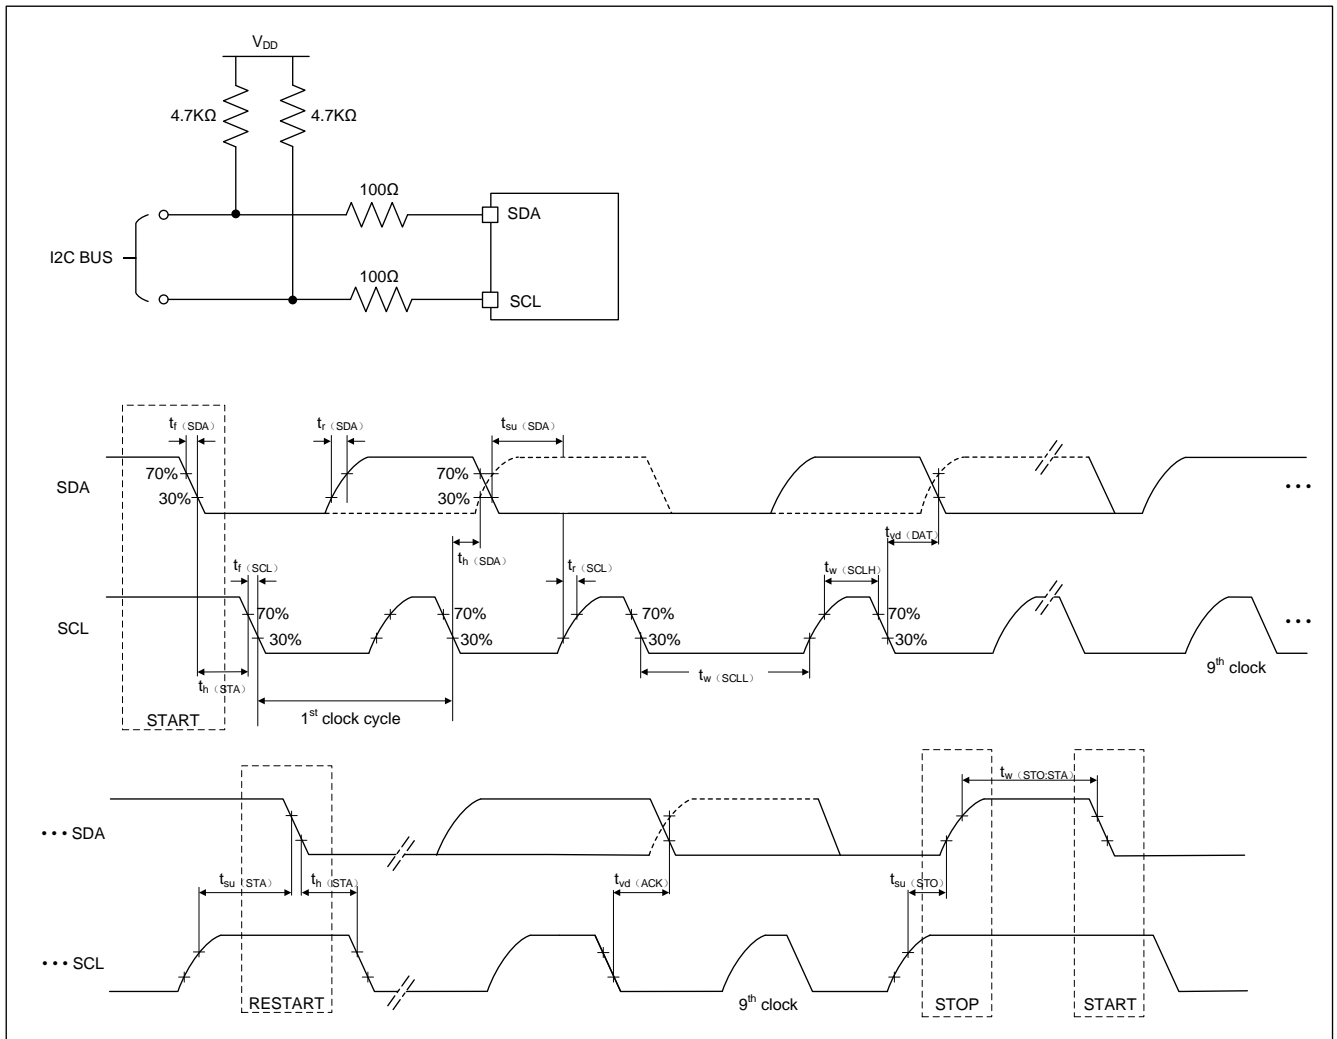 VDD
4.7KΩ
4.7KΩ
100Ω
SDA
I2C BUS
100Ω
SCL
tf（SDA）
tr（SDA）
tsu（SDA）
70%
70%
SDA
30%
30%
•••
tvd（DAT）
th（SDA）
tf（SCL）
tr（SCL）
tw（SCLH）
70%
70%
70%
70%
SCL
30%
30%
30%
30%
•••
th（STA）
tw（SCLL）
9th clock
START
1st clock cycle
tw（STO:STA）
•••SDA
tsu（STA）
th（STA）
tvd（ACK）
tsu（STO）
•••SCL
RESTART
9th clock
STOP
START